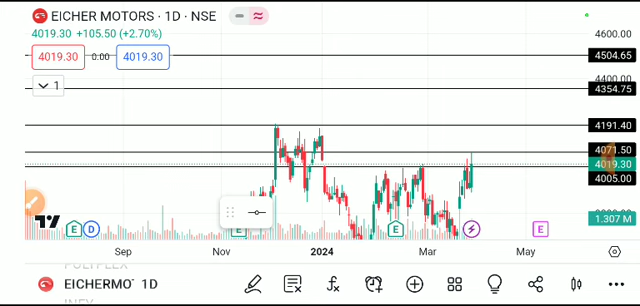 EICHER MOTORS · 1D · NSE
4019.30 +105.50 (+2.70%)
4019.30 0.00 4019.30
1
4600.00
4504.65
4400.00
4354.75
4191.40
4071.50
4019.30
4005.00
1.307 M
E D E E E
Sep Nov 2024 Mar May
EICHERMO 1D